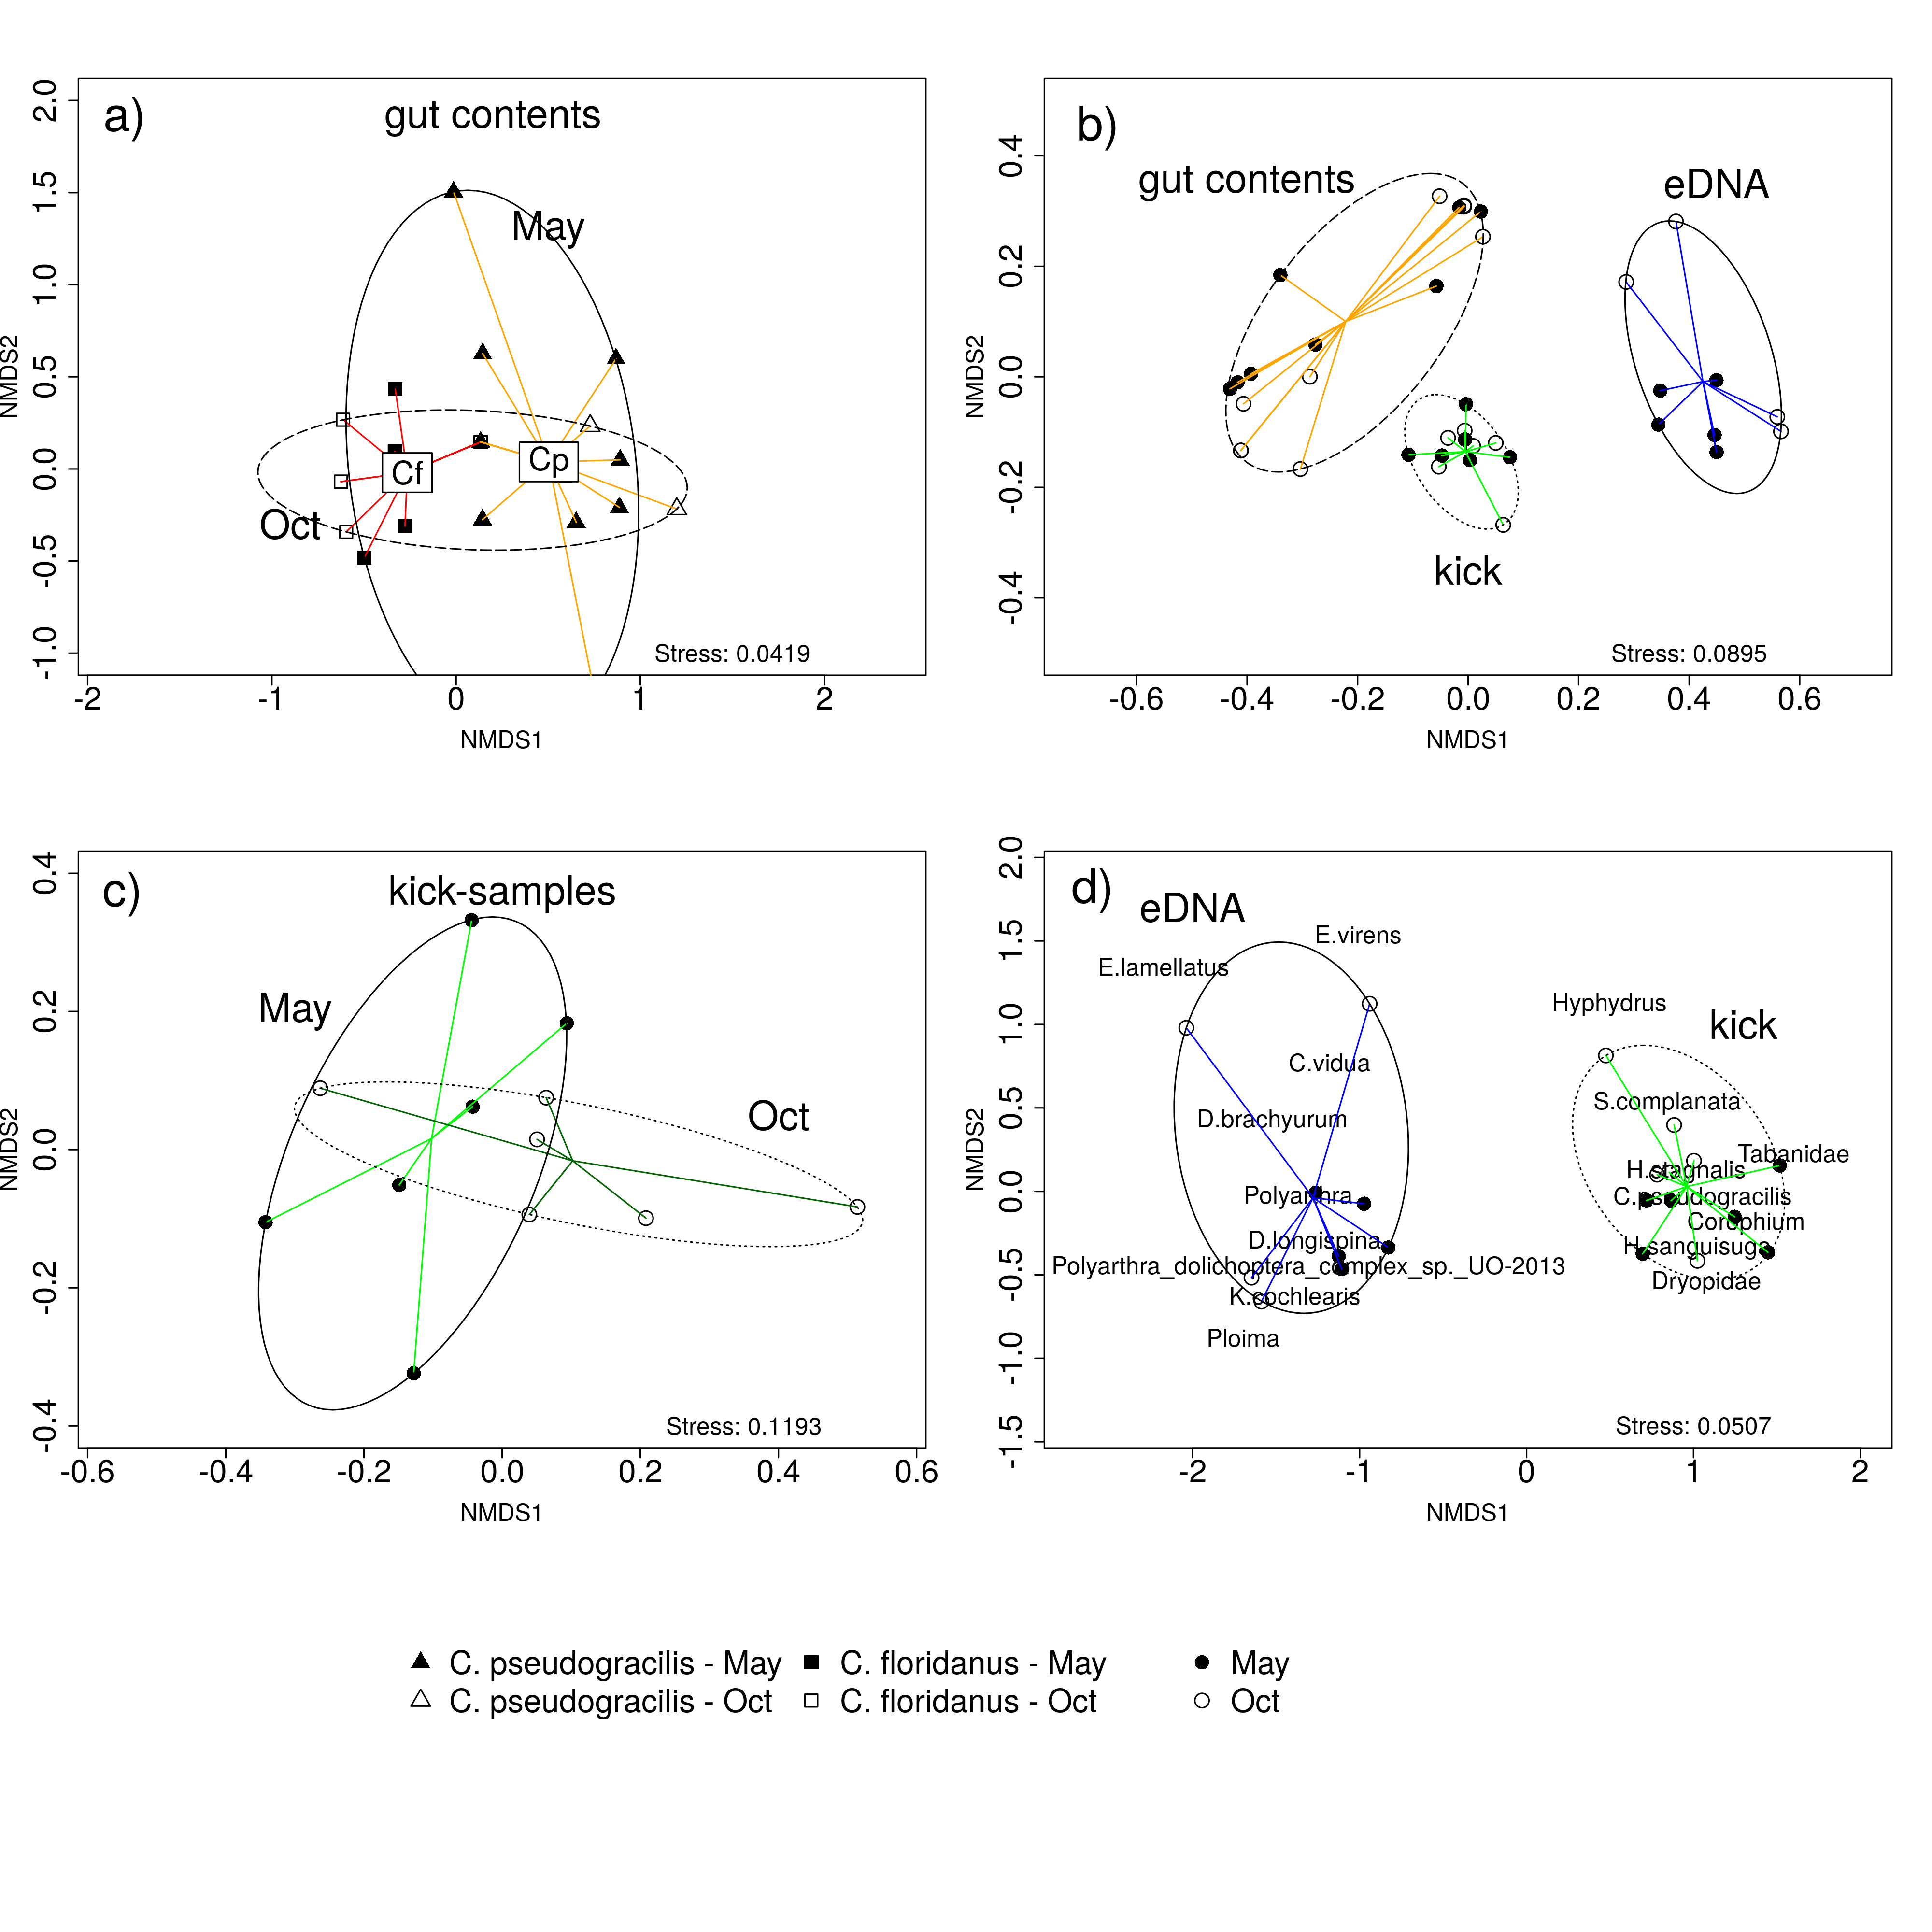 a)
gut contents
May
Cf
Cp
Oct
Stress: 0.0419
2.0
1.5
1.0
0.5
0.0
-0.5
-1.0
NMDS2
-2 -1 0 1 2
NMDS1
b)
gut contents
eDNA
kick
Stress: 0.0895
0.4
0.2
0.0
-0.2
-0.4
NMDS2
-0.6 -0.4 -0.2 0.0 0.2 0.4 0.6
NMDS1
c)
kick-samples
May
Oct
Stress: 0.1193
0.4
0.2
0.0
-0.2
-0.4
NMDS2
-0.6 -0.4 -0.2 0.0 0.2 0.4 0.6
NMDS1
d)
eDNA
E.virens
E.lamellatus
Hyphydrus
kick
C.vidua
S.complanata
D.brachyurum
Tabanidae
H.stagnalis
Polyarthra
C.pseudogracilis
Corophium
D.longispina
H.sanguisuga
Polyarthra_dolichoptera_complex_sp._UO-2013
Dryopidae
K.cochlearis
Ploima
Stress: 0.0507
2.0
1.5
1.0
0.5
0.0
-0.5
-1.0
-1.5
NMDS2
-2 -1 0 1 2
NMDS1
C. pseudogracilis - May C. floridanus - May May
C. pseudogracilis - Oct C. floridanus - Oct Oct